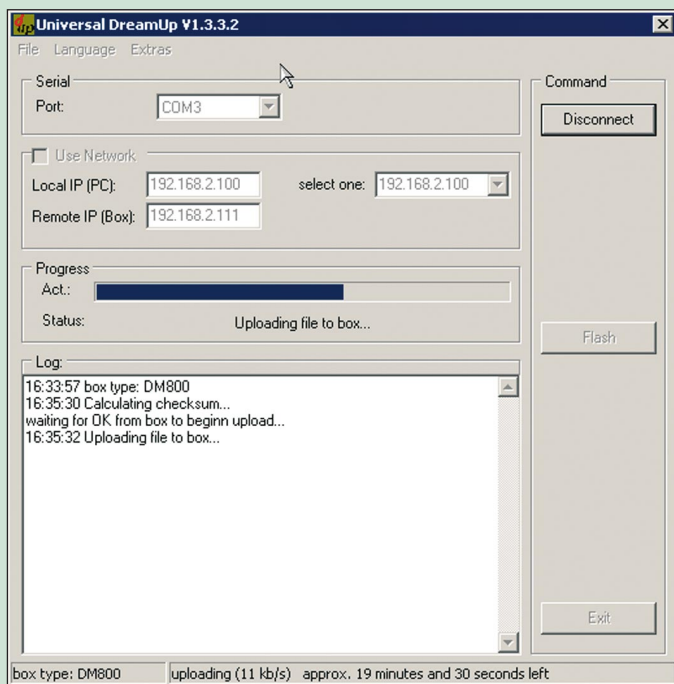 dup Universal DreamUp V1.3.3.2
File Language Extras
Serial
Port: COM3
Command
Disconnect
Use Network
Local IP (PC): 192.168.2.100 select one: 192.168.2.100
Remote IP (Box): 192.168.2.111
Progress
Act.:
Status: Uploading file to box...
Flash
Log:
16:33:57 box type: DM800
16:35:30 Calculating checksum...
waiting for OK from box to beginn upload...
16:35:32 Uploading file to box...
Exit
box type: DM800 uploading (11 kb/s) approx. 19 minutes and 30 seconds left